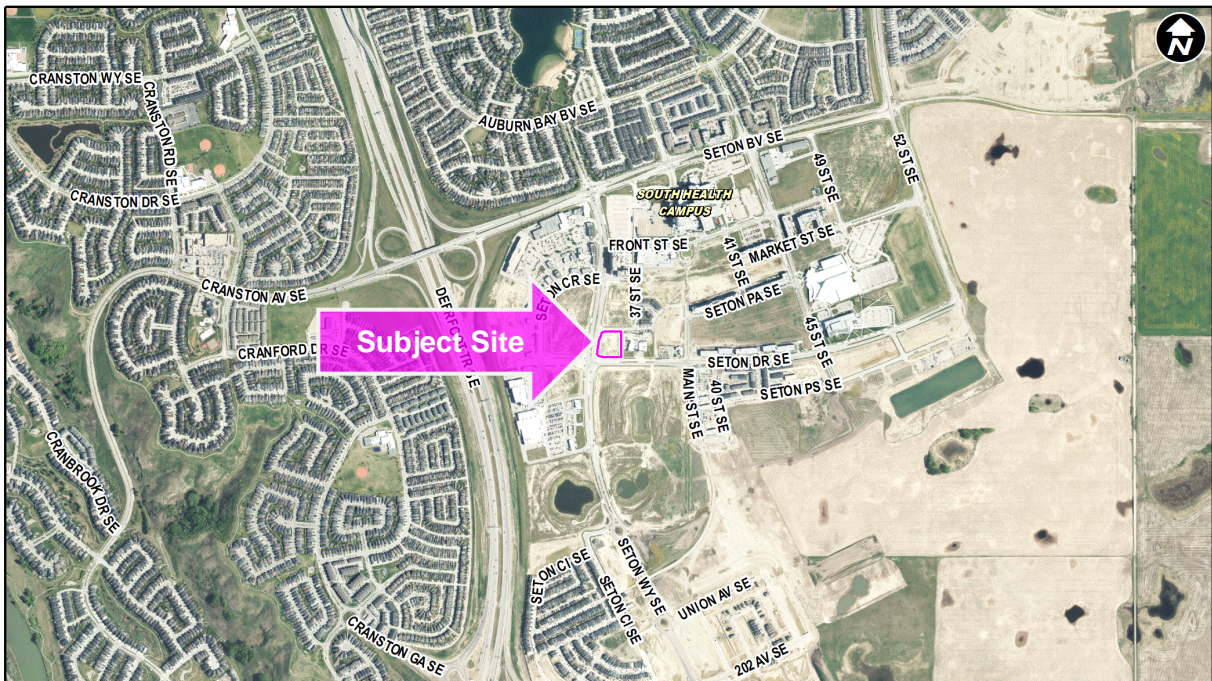 N
CRANSTON WY SE
CRANSTON RD SE
AUBURN BAY BV SE
SETON BV SE
52 ST SE
49 ST SE
CRANSTON DR SE
SOUTH HEALTH
CAMPUS
FRONT ST SE
41 ST SE
MARKET ST SE
SETON CR SE
37 ST SE
CRANSTON AV SE
SETON PA SE
Subject Site
45 ST SE
CRANFORD DR SE
SETON DR SE
MAIN ST SE
40 ST SE
SETON PS SE
CRANBROOK DR SE
SETON CI SE
SETON WY SE
SETON CI SE
UNION AV SE
CRANSTON GA SE
202 AV SE